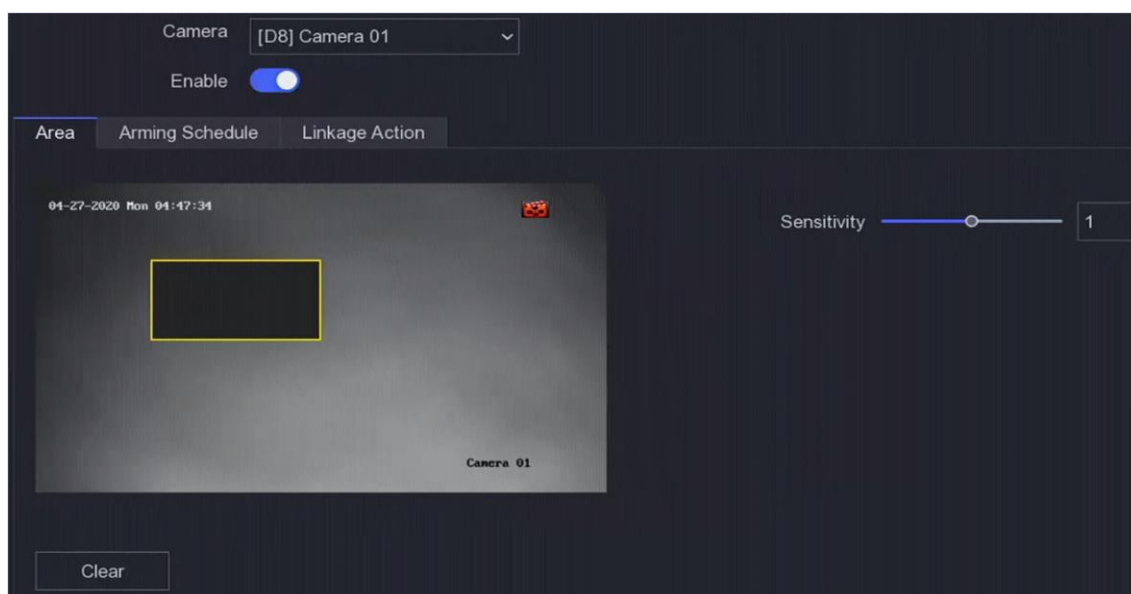 Camera [D8] Camera 01
Enable
Area Arming Schedule Linkage Action
04-27-2020 Mon 04:47:34
Sensitivity 1
Camera 01
Clear